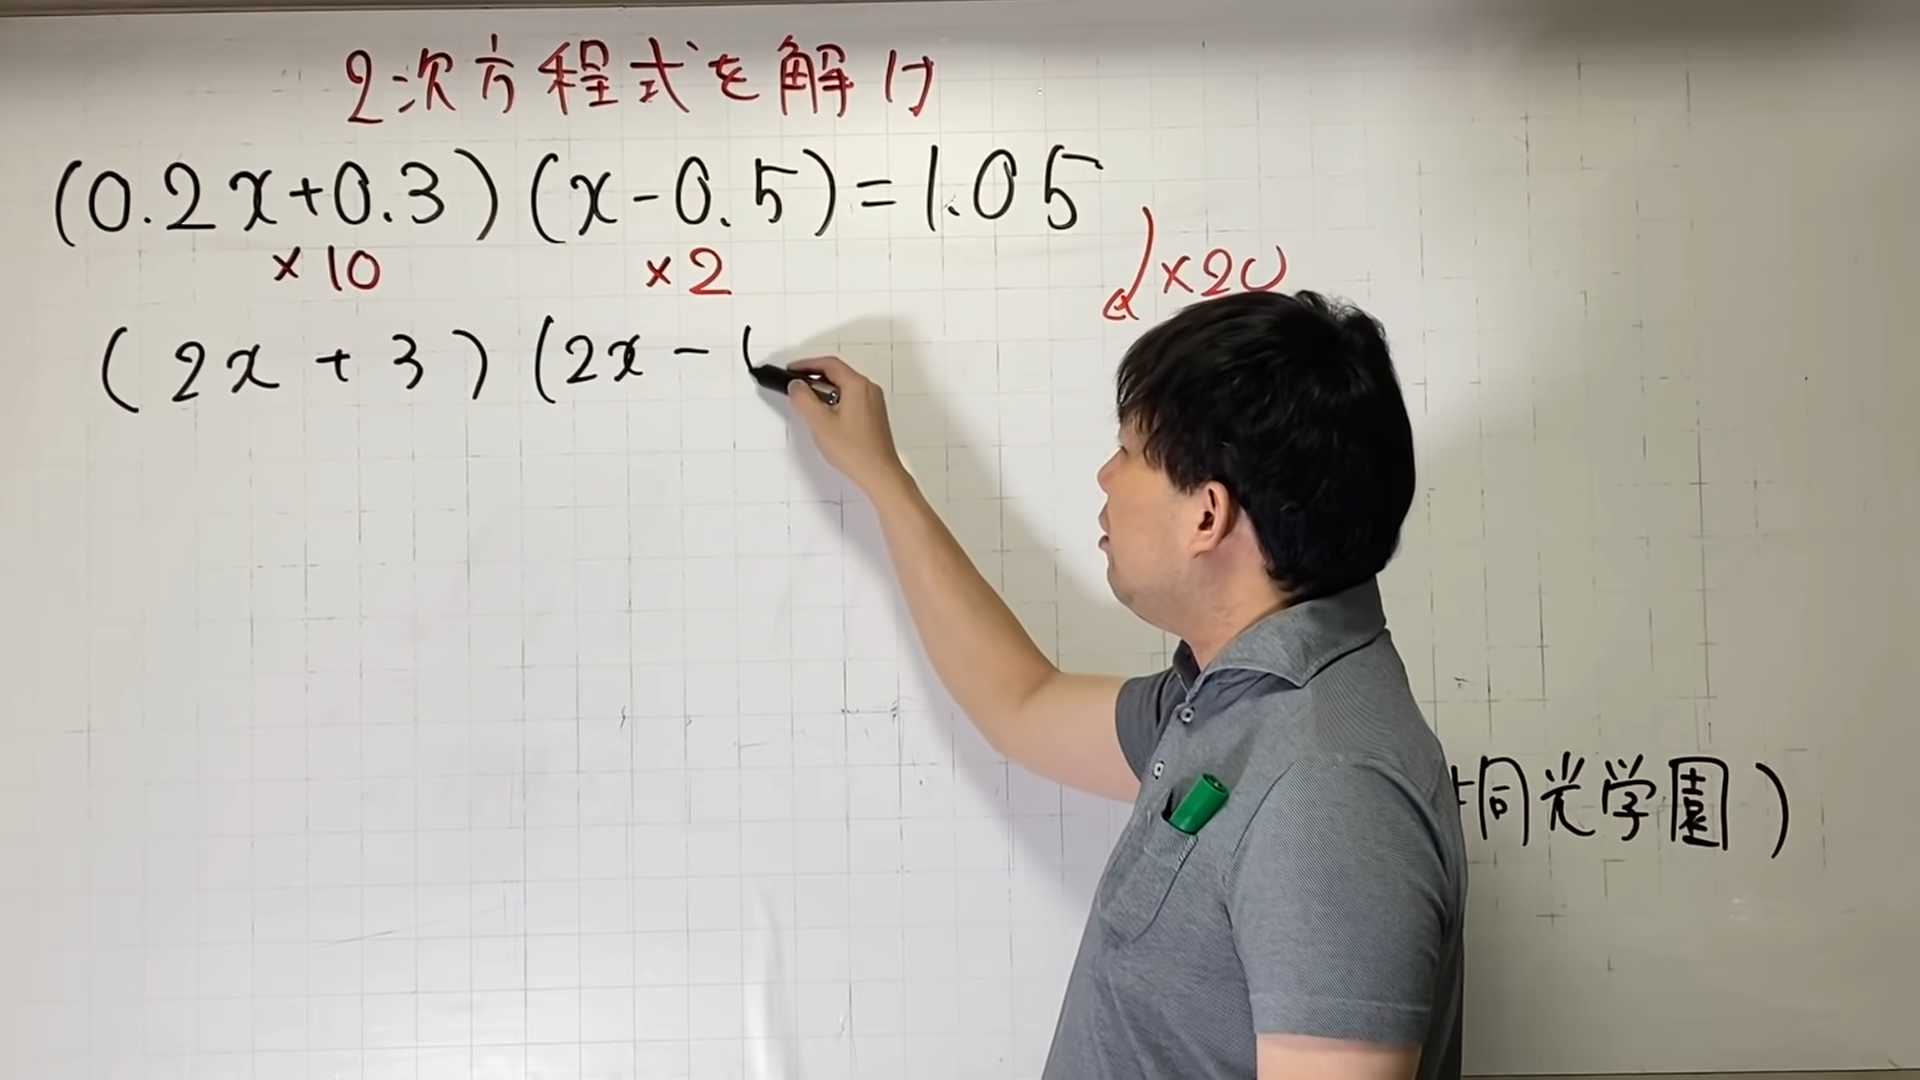 2次方程式を解け
(0.2x+0.3)(x-0.5)=1.05
×10 ×2 ×20
(2x+3)(2x-
同光学園)